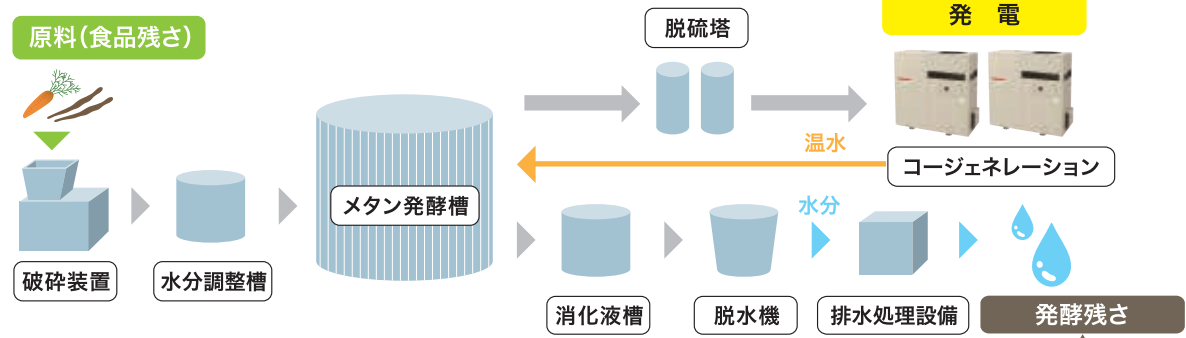 原料（食品残さ）
破砕装置
水分調整槽
メタン発酵槽
脱硫塔
発　電
コージェネレーション
温水
消化液槽
脱水機
水分
排水処理設備
発酵残さ